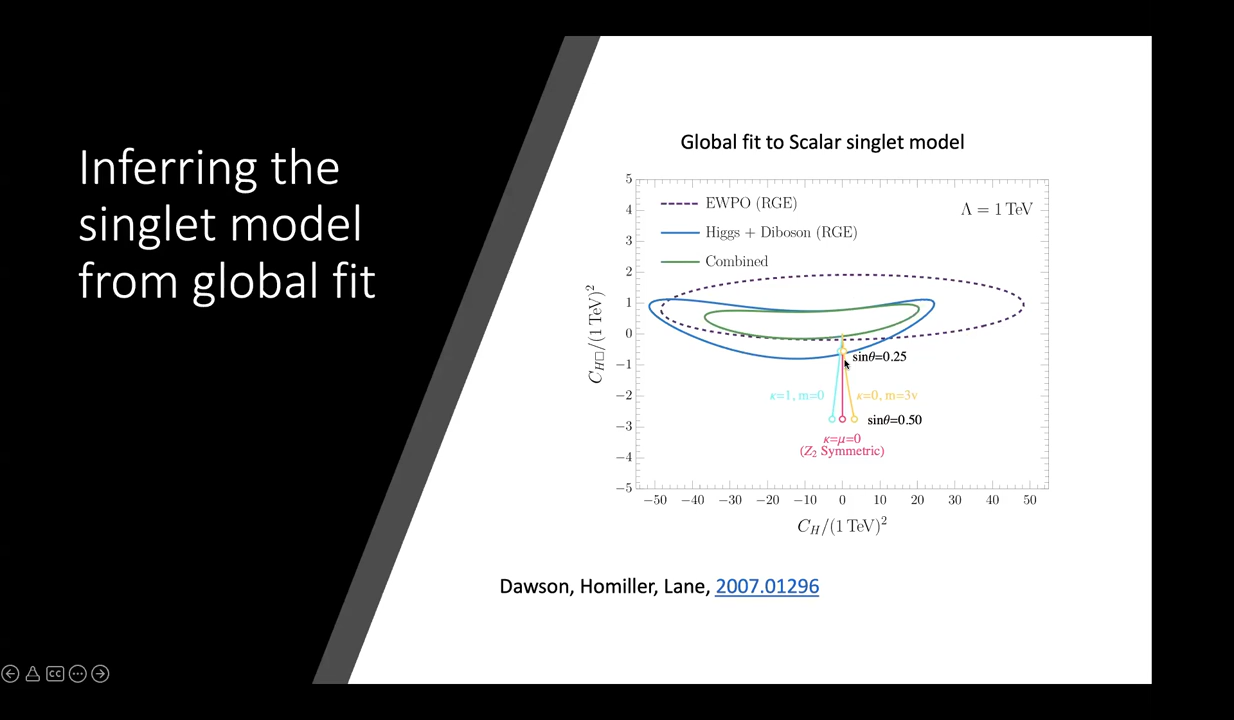 Inferring the
singlet model
from global fit
Global fit to Scalar singlet model
EWPO (RGE)
Higgs + Diboson (RGE)
Combined
Λ = 1 TeV
5
4
3
2
1
0
−1
−2
−3
−4
−5
C_{H□}/(1 TeV)²
sinθ=0.25
κ=1, m=0
κ=0, m=3v
sinθ=0.50
κ=μ=0
(Z₂ Symmetric)
−50 −40 −30 −20 −10 0 10 20 30 40 50
C_H/(1 TeV)²
Dawson, Homiller, Lane, 2007.01296
CC